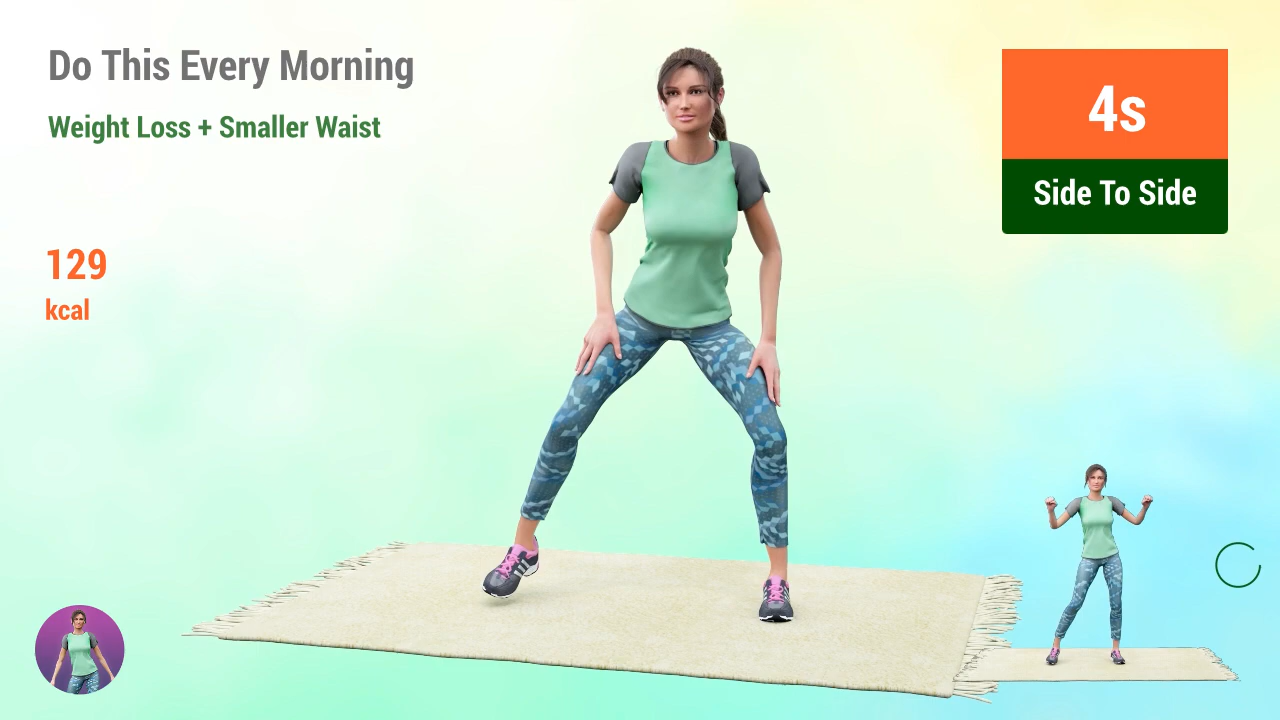 Do This Every Morning
Weight Loss + Smaller Waist
4s
Side To Side
129
kcal